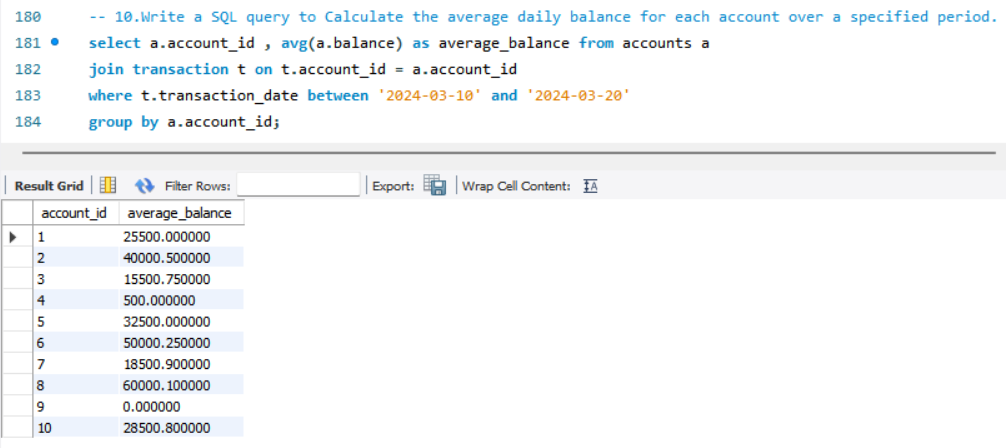 180 -- 10.Write a SQL query to Calculate the average daily balance for each account over a specified period.
181 select a.account_id , avg(a.balance) as average_balance from accounts a
182 join transaction t on t.account_id = a.account_id
183 where t.transaction_date between '2024-03-10' and '2024-03-20'
184 group by a.account_id;
Result Grid Filter Rows: Export: Wrap Cell Content: IA
account_id average_balance
1 25500.000000
2 40000.500000
3 15500.750000
4 500.000000
5 32500.000000
6 50000.250000
7 18500.900000
8 60000.100000
9 0.000000
10 28500.800000